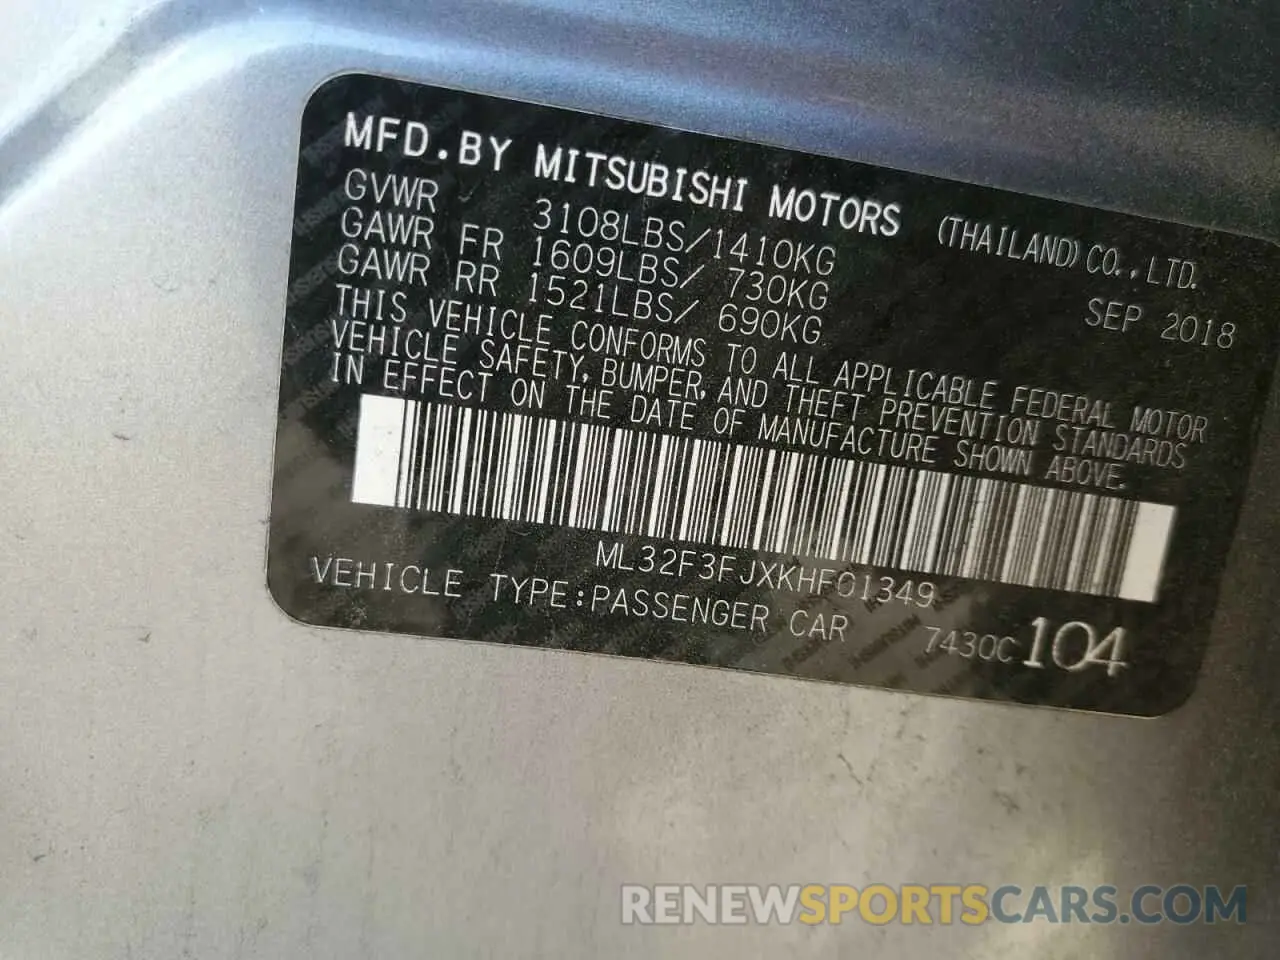 MFD.BY MITSUBISHI MOTORS (THAILAND)CO.,LTD.
GVWR 3108LBS/1410KG SEP 2018
GAWR FR 1609LBS/ 730KG
GAWR RR 1521LBS/ 690KG
THIS VEHICLE CONFORMS TO ALL APPLICABLE FEDERAL MOTOR
VEHICLE SAFETY, BUMPER, AND THEFT PREVENTION STANDARDS
IN EFFECT ON THE DATE OF MANUFACTURE SHOWN ABOVE.
ML32F3FJXKHF01349
VEHICLE TYPE:PASSENGER CAR 7430C 104
RENEWSPORTSCARS.COM